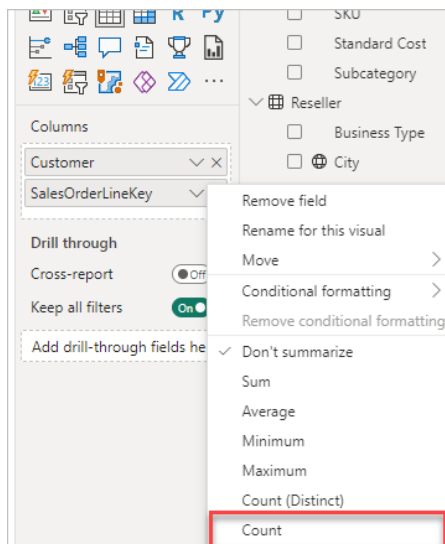 R Py
SKU
Standard Cost
Subcategory
123
Reseller
Business Type
City
Columns
Customer
SalesOrderLineKey
Drill through
Cross-report
Off
Keep all filters
On
Add drill-through fields he
Remove field
Rename for this visual
Move
Conditional formatting
Remove conditional formatting
Don't summarize
Sum
Average
Minimum
Maximum
Count (Distinct)
Count